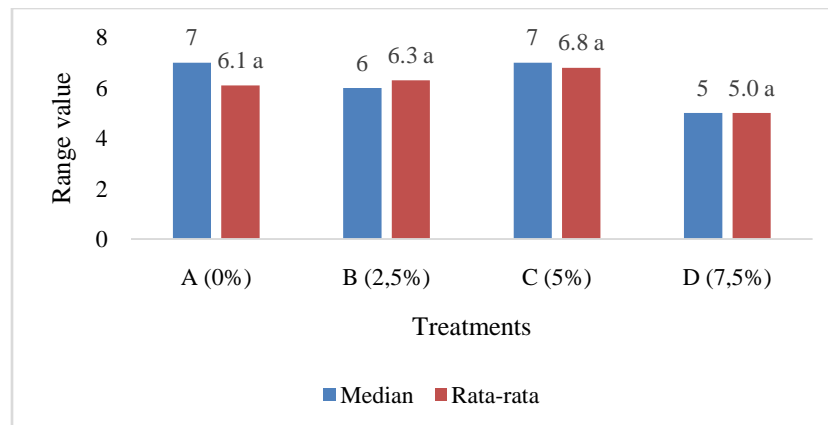 Range value
8
6
4
2
0
7
6.1 a
6
6.3 a
7
6.8 a
5
5.0 a
A (0%)
B (2,5%)
C (5%)
D (7,5%)
Treatments
Median
Rata-rata